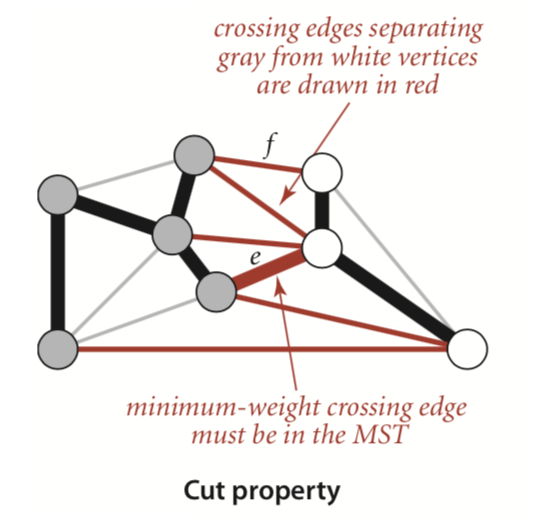 crossing edges separating
gray from white vertices
are drawn in red
f
e
minimum-weight crossing edge
must be in the MST
Cut property